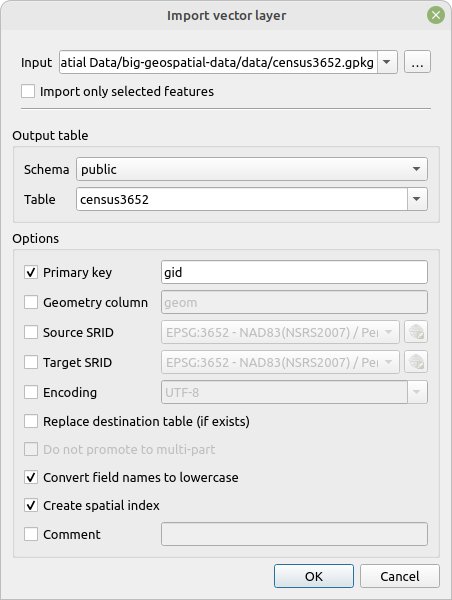 Import vector layer
Input atial Data/big-geospatial-data/data/census3652.gpkg ...
Import only selected features
Output table
Schema public
Table census3652
Options
Primary key gid
Geometry column geom
Source SRID EPSG:3652 - NAD83(NSRS2007) / Per
Target SRID EPSG:3652 - NAD83(NSRS2007) / Per
Encoding UTF-8
Replace destination table (if exists)
Do not promote to multi-part
Convert field names to lowercase
Create spatial index
Comment
OK Cancel